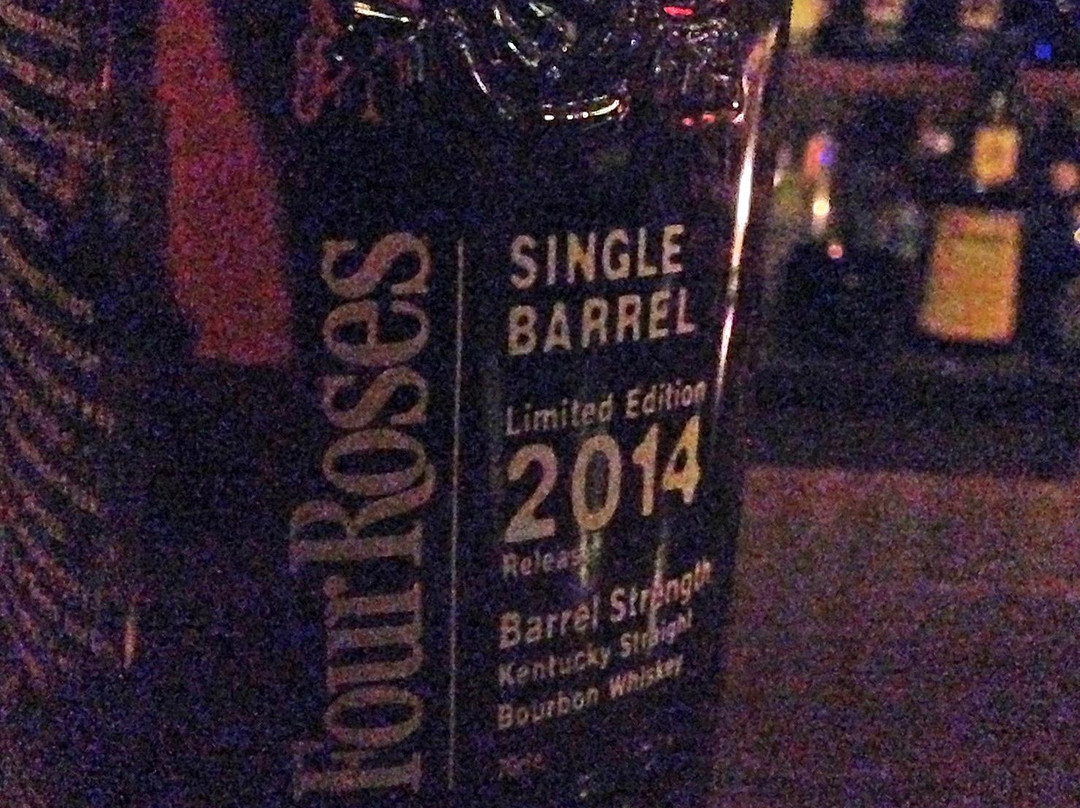 Four Roses
SINGLE
BARREL
Limited Edition
2014
Release
Barrel Strength
Kentucky Straight
Bourbon Whiskey